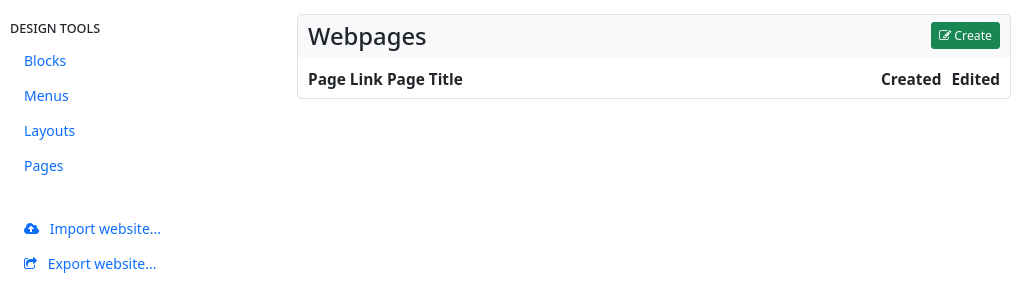 DESIGN TOOLS
Blocks
Menus
Layouts
Pages
Import website...
Export website...
Webpages
Create
Page Link Page Title Created Edited